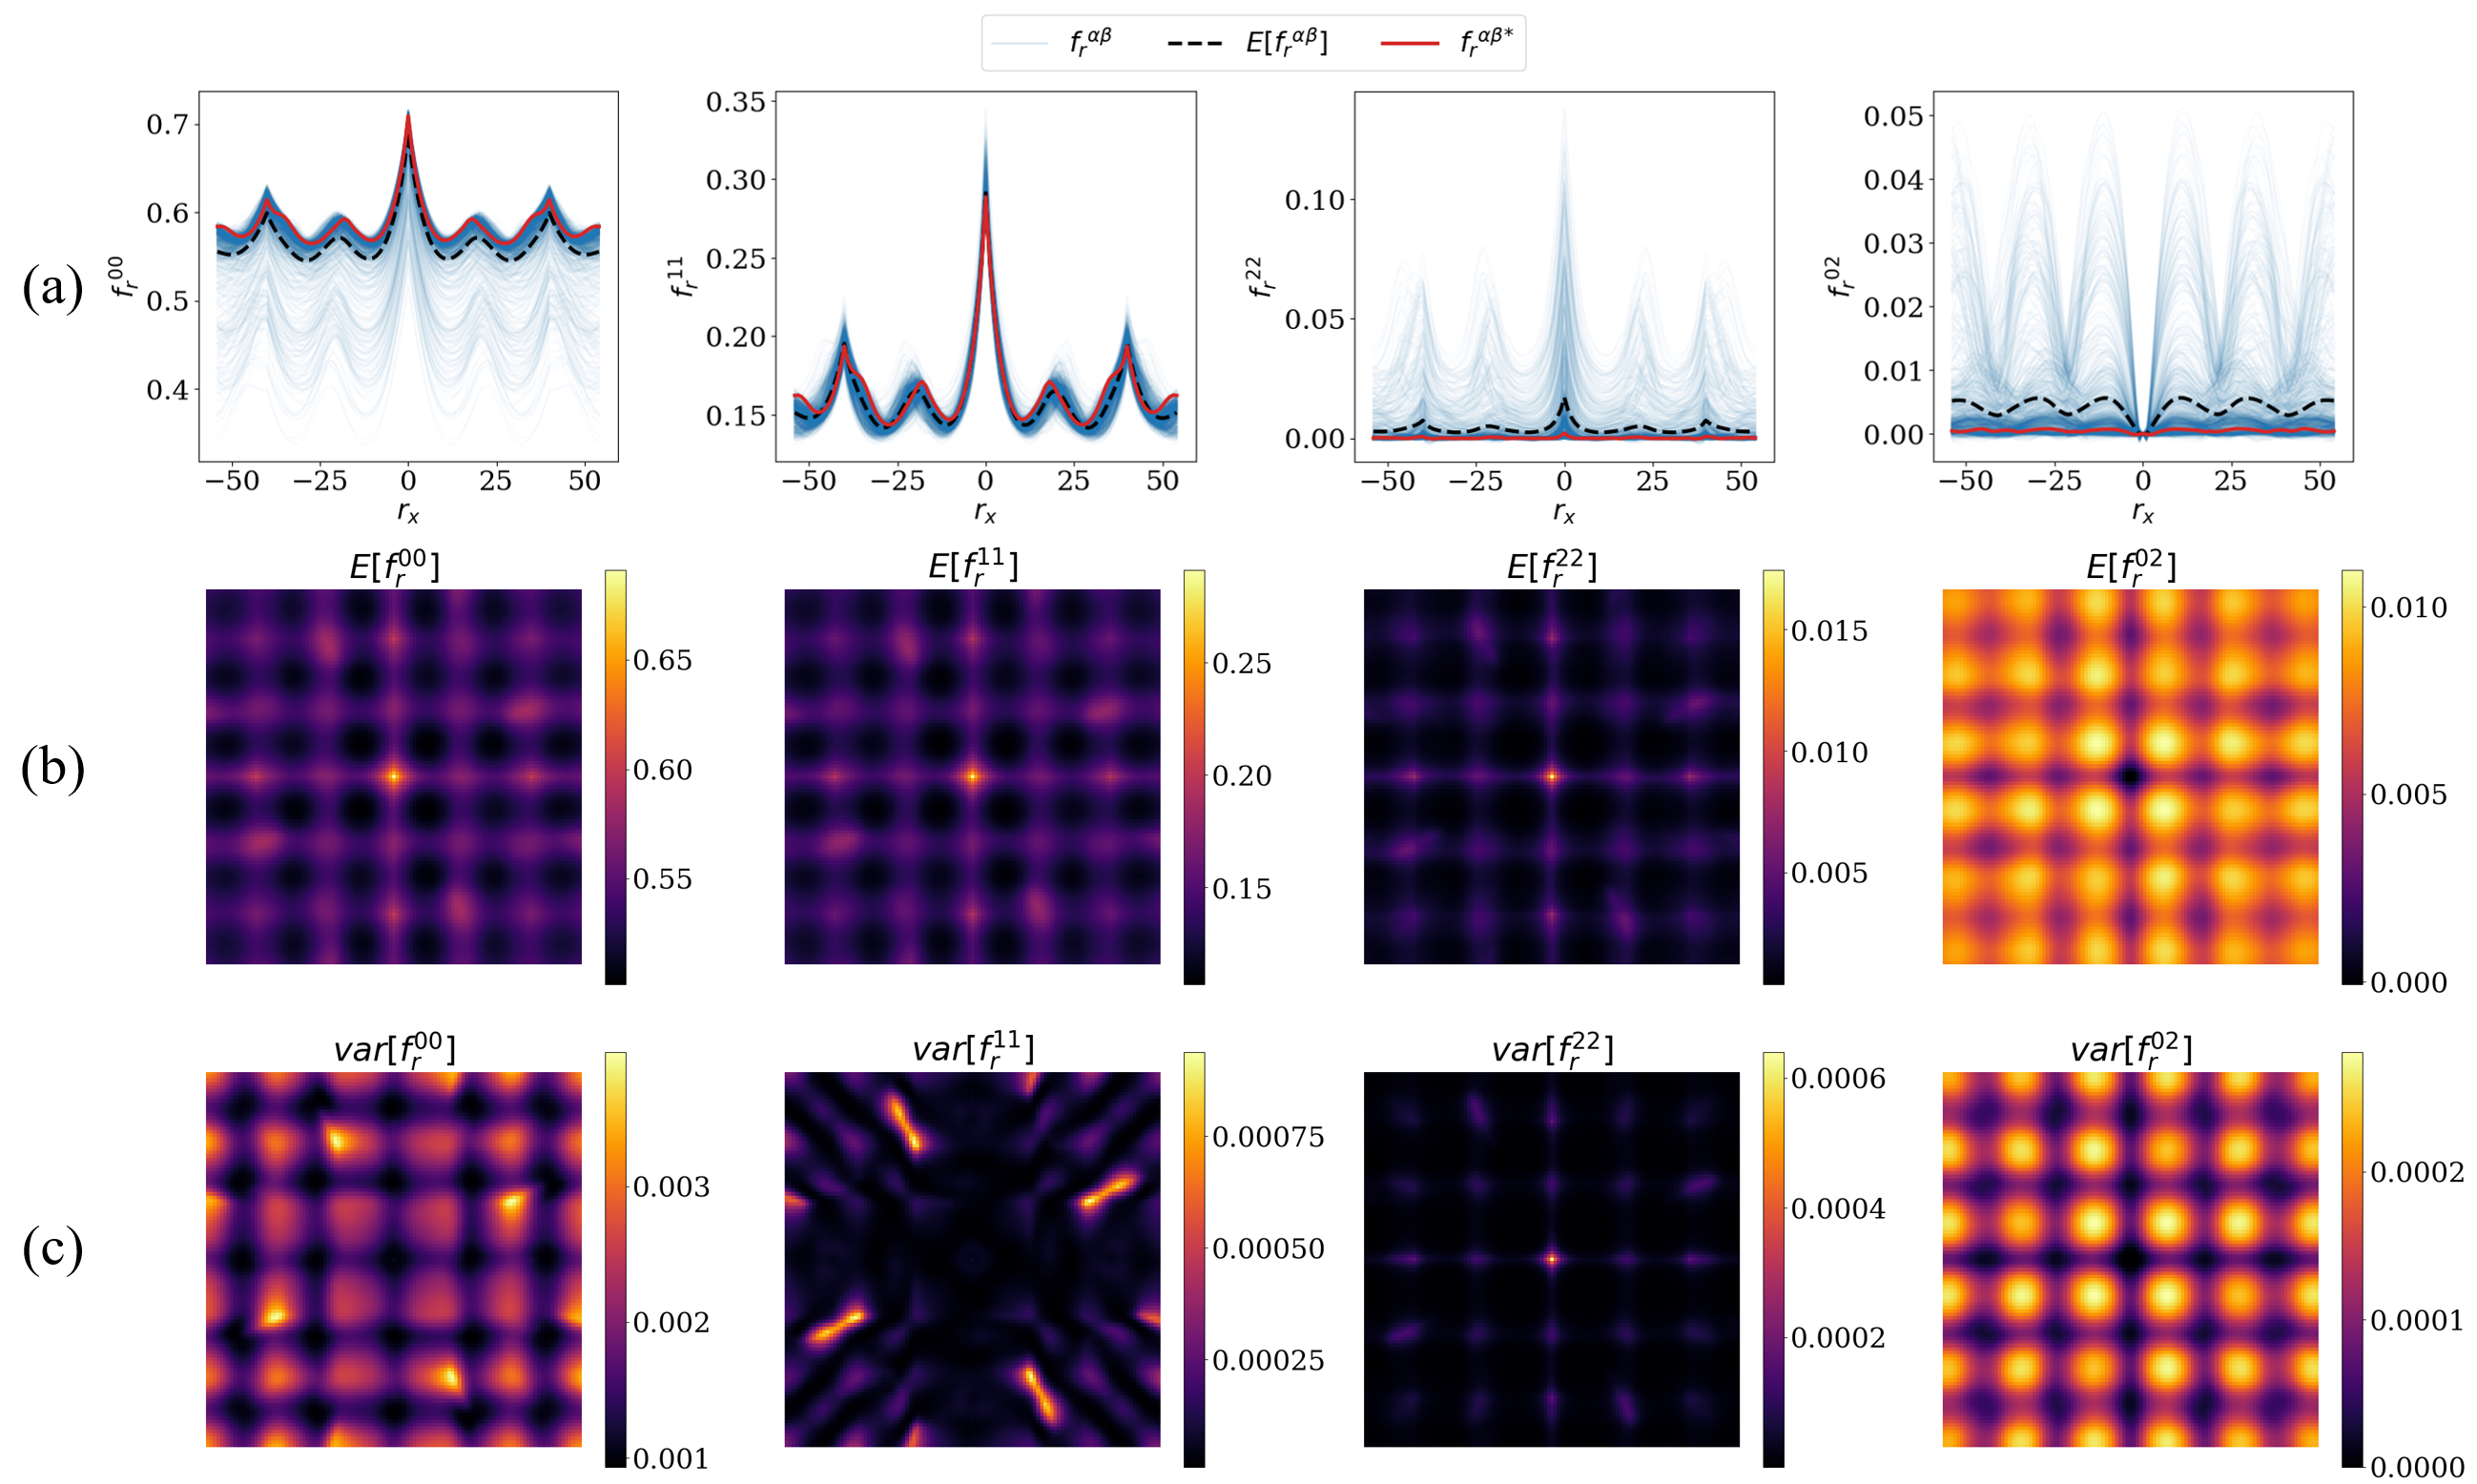 f_r^{αβ} E[f_r^{αβ}] f_r^{αβ*}
(a)
f_r^{00}
0.7
0.6
0.5
0.4
−50 −25 0 25 50
r_x
f_r^{11}
0.35
0.30
0.25
0.20
0.15
−50 −25 0 25 50
r_x
f_r^{22}
0.10
0.05
0.00
−50 −25 0 25 50
r_x
f_r^{02}
0.05
0.04
0.03
0.02
0.01
0.00
−50 −25 0 25 50
r_x
(b)
E[f_r^{00}]
0.65
0.60
0.55
E[f_r^{11}]
0.25
0.20
0.15
E[f_r^{22}]
0.015
0.010
0.005
E[f_r^{02}]
0.010
0.005
0.000
(c)
var[f_r^{00}]
0.003
0.002
0.001
var[f_r^{11}]
0.00075
0.00050
0.00025
var[f_r^{22}]
0.0006
0.0004
0.0002
var[f_r^{02}]
0.0002
0.0001
0.0000